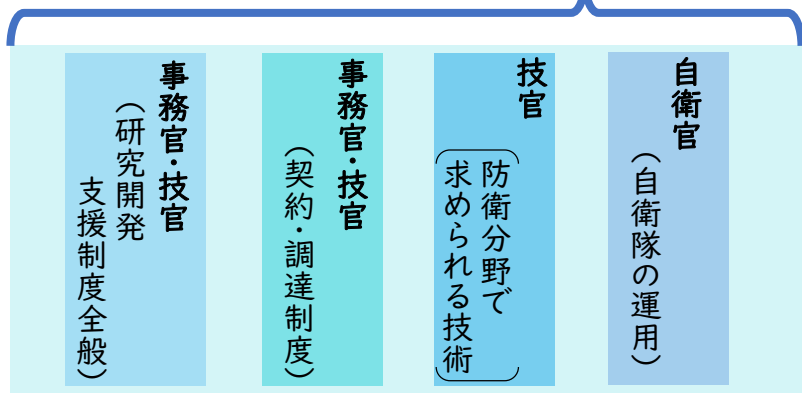 自衛官
（自衛隊の運用）
技官
防衛分野で
求められる技術
事務官・技官
（契約・調達制度）
事務官・技官
（研究開発
支援制度全般）